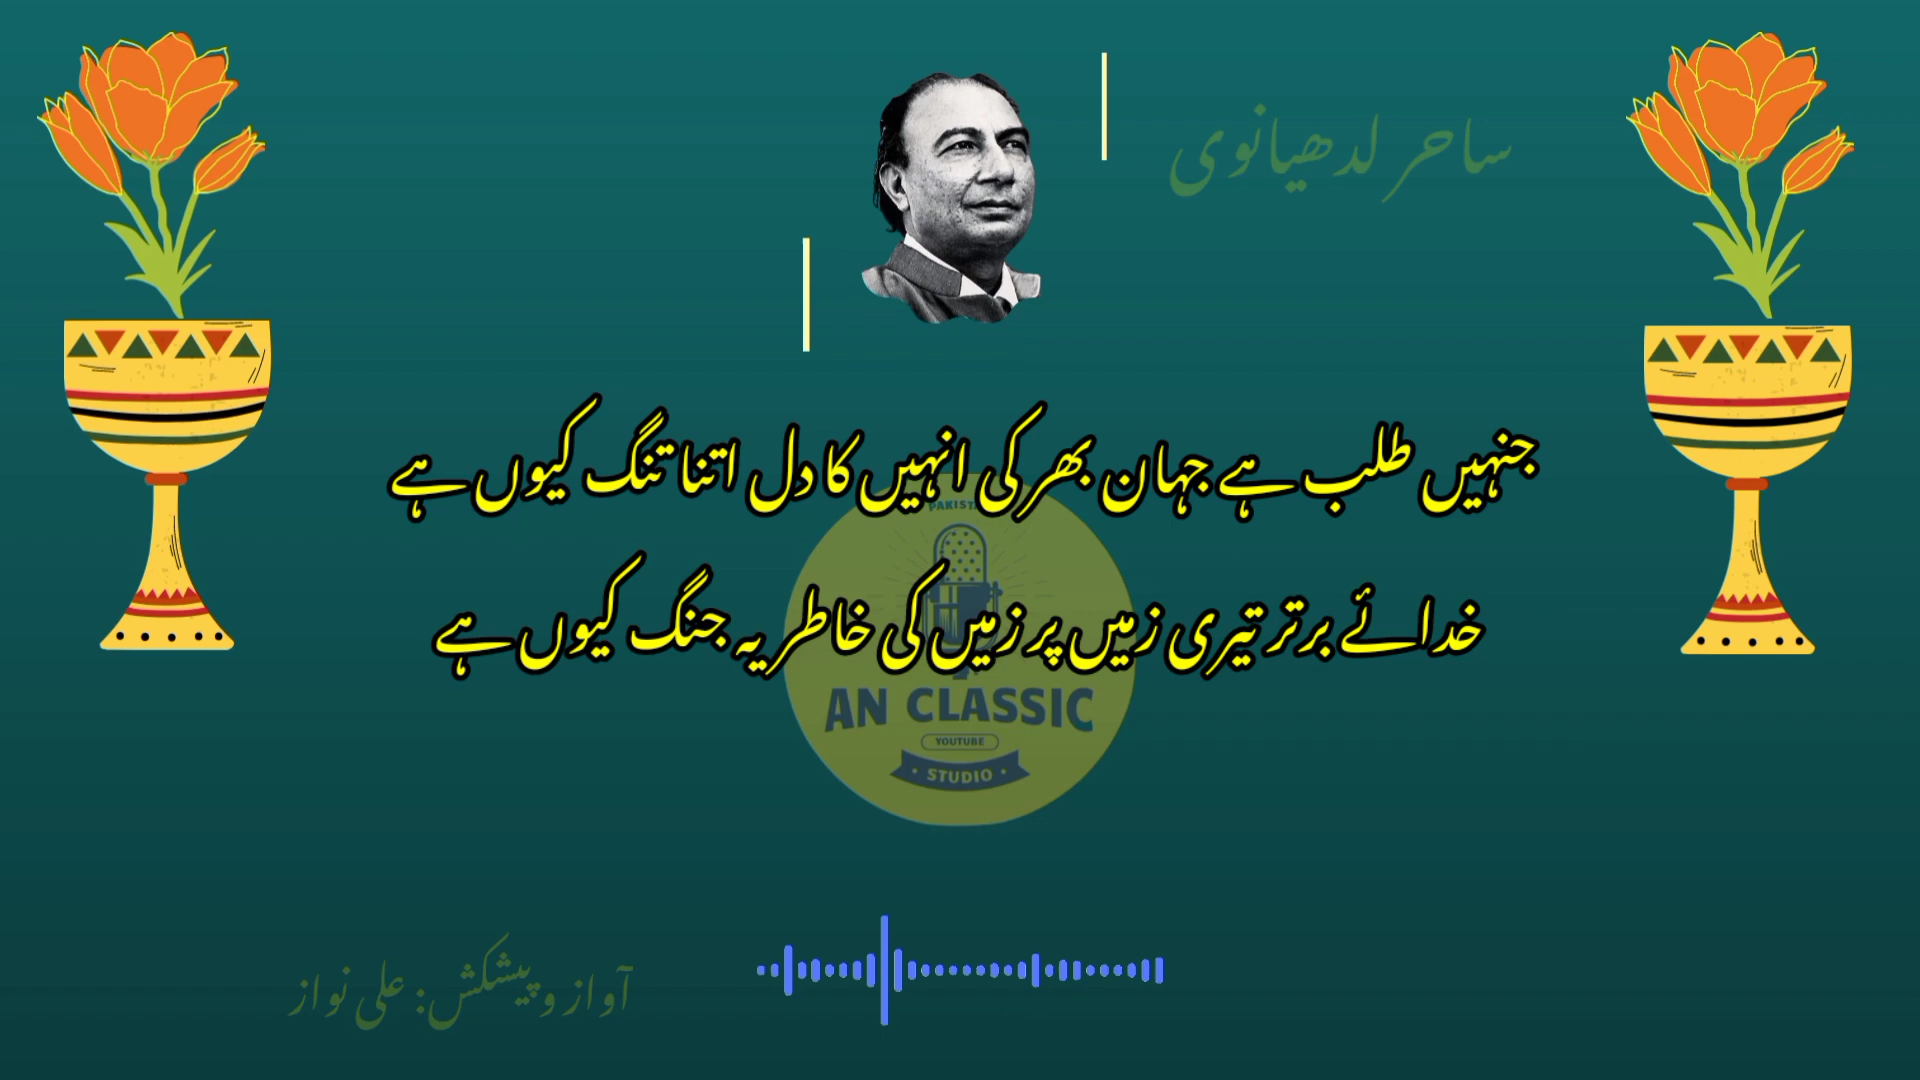 ساحر لدھیانوی
جنہیں طلب ہے جہان بھر کی انہیں کا دل اتنا تنگ کیوں ہے
خدائے برتر تیری زمیں پر زمیں کی خاطر یہ جنگ کیوں ہے
AN CLASSIC
YOUTUBE
STUDIO
آواز و پیشکش: علی نواز